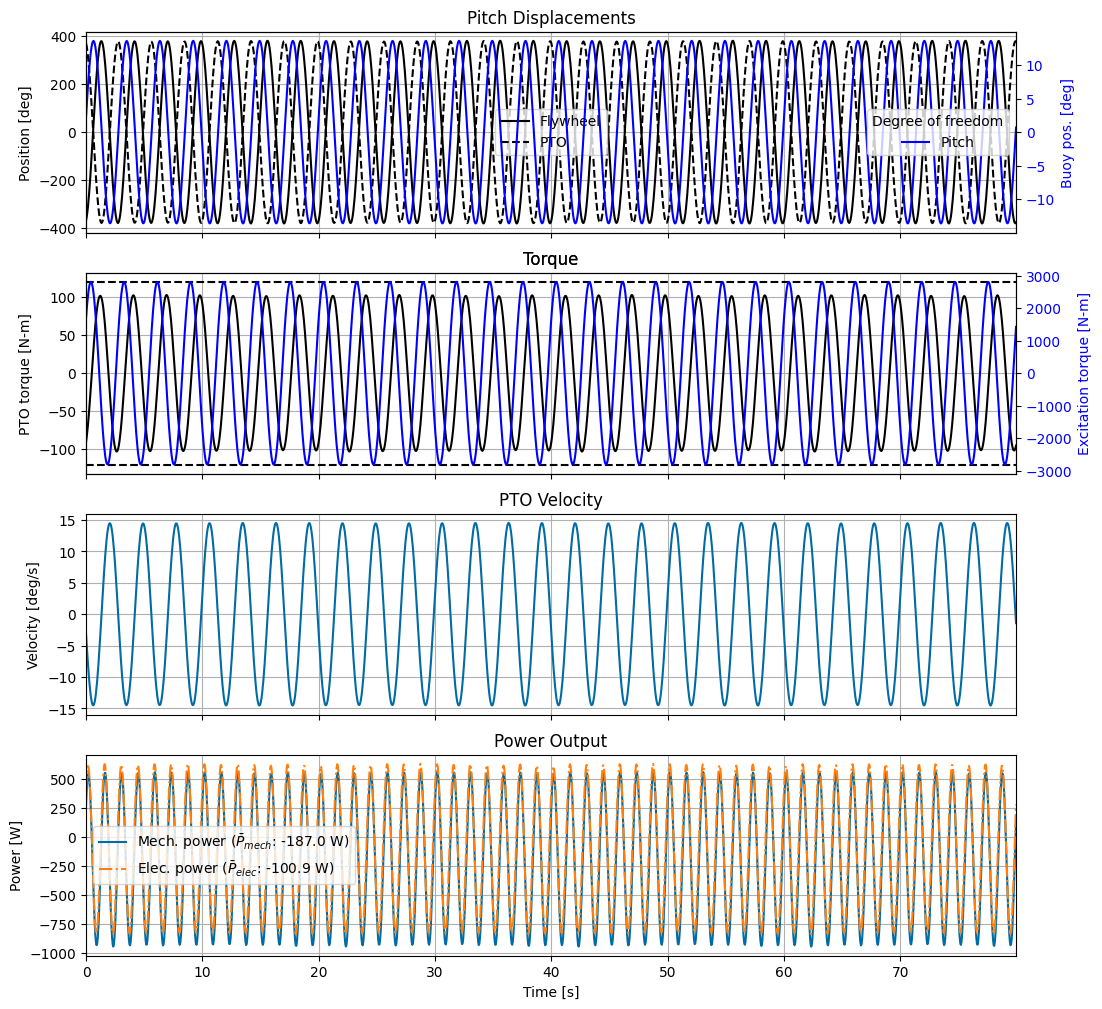 Pitch Displacements
Position [deg]
400
200
0
−200
−400
Flywheel
PTO
Degree of freedom
Pitch
10
5
0
−5
−10
Buoy pos. [deg]
Torque
PTO torque [N-m]
100
50
0
−50
−100
3000
2000
1000
0
−1000
−2000
−3000
Excitation torque [N-m]
PTO Velocity
Velocity [deg/s]
15
10
5
0
−5
−10
−15
Power Output
Power [W]
500
250
0
−250
−500
−750
−1000
Mech. power (P̄mech: -187.0 W)
Elec. power (P̄elec: -100.9 W)
0 10 20 30 40 50 60 70
Time [s]